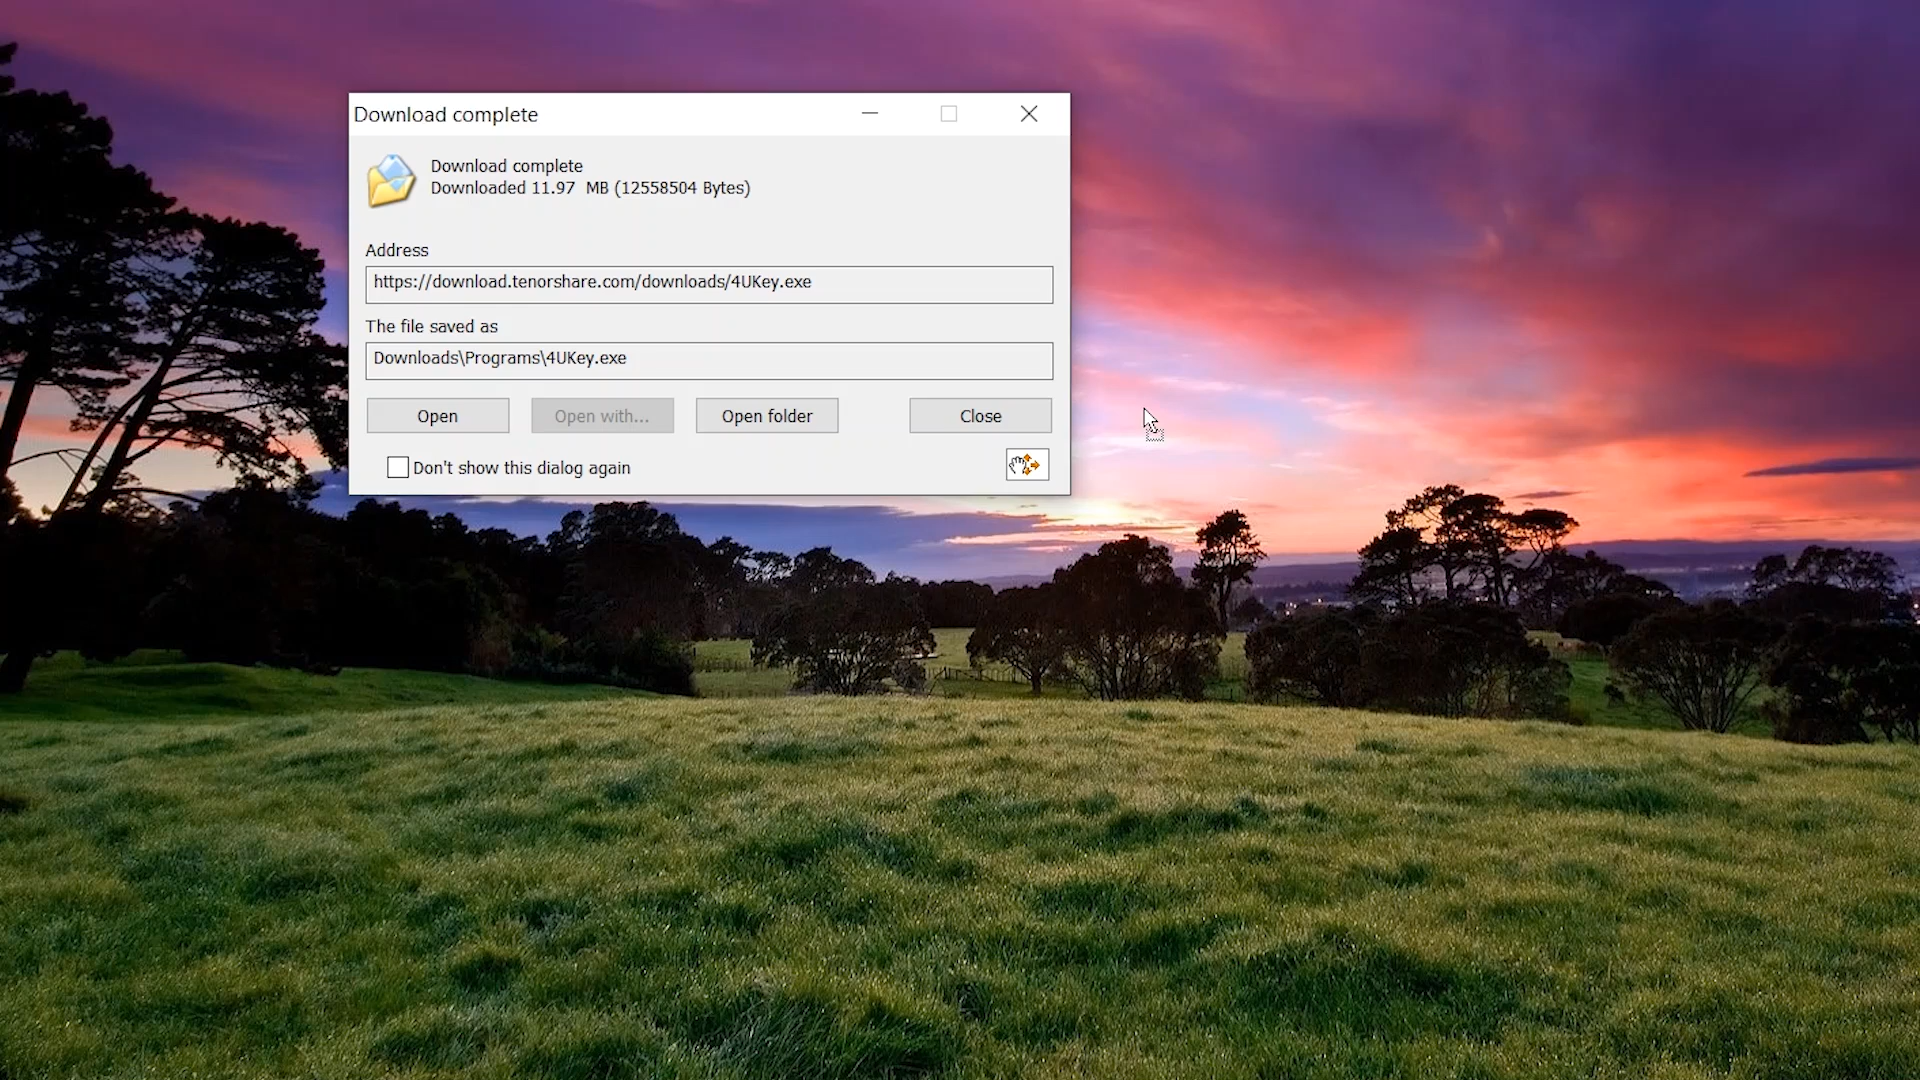 Download complete
Download complete
Downloaded 11.97 MB (12558504 Bytes)
Address
https://download.tenorshare.com/downloads/4UKey.exe
The file saved as
Downloads\Programs\4UKey.exe
Open
Open with...
Open folder
Close
Don't show this dialog again